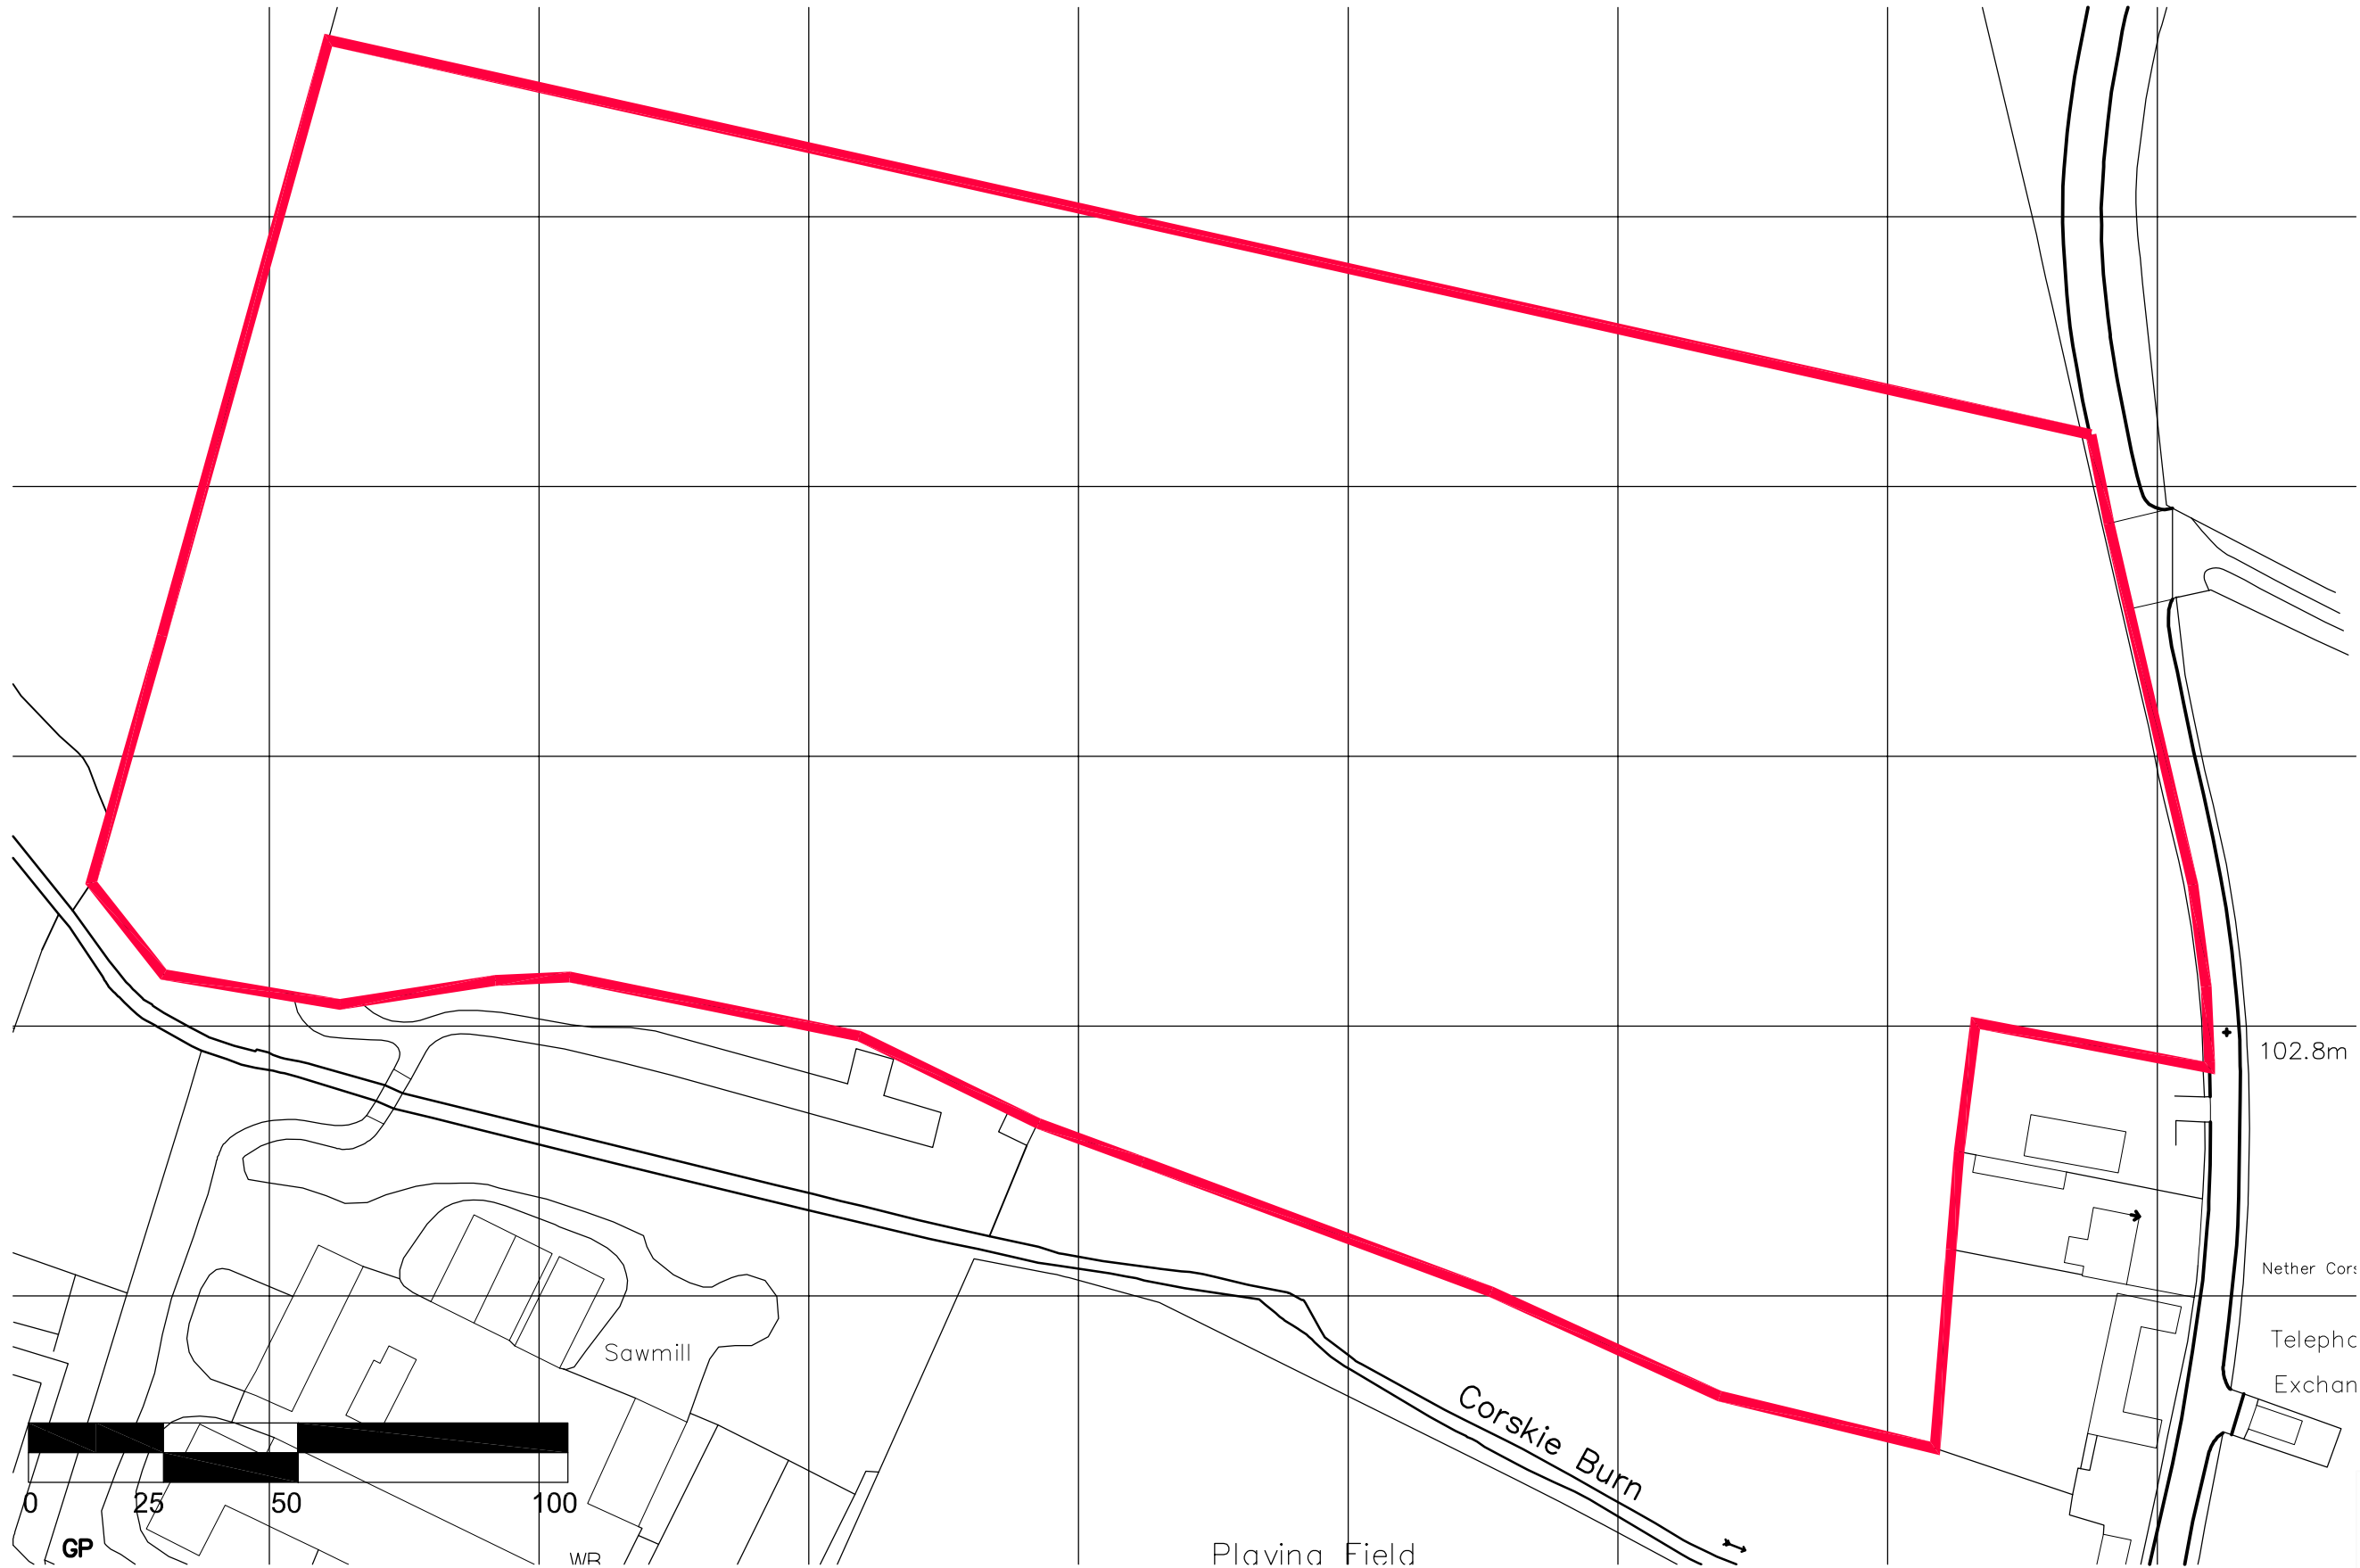 102.8m
Nether Cors
Telepho
Exchan
Sawmill
Corskie Burn
0 25 50 100
GP
WB
Playing Field